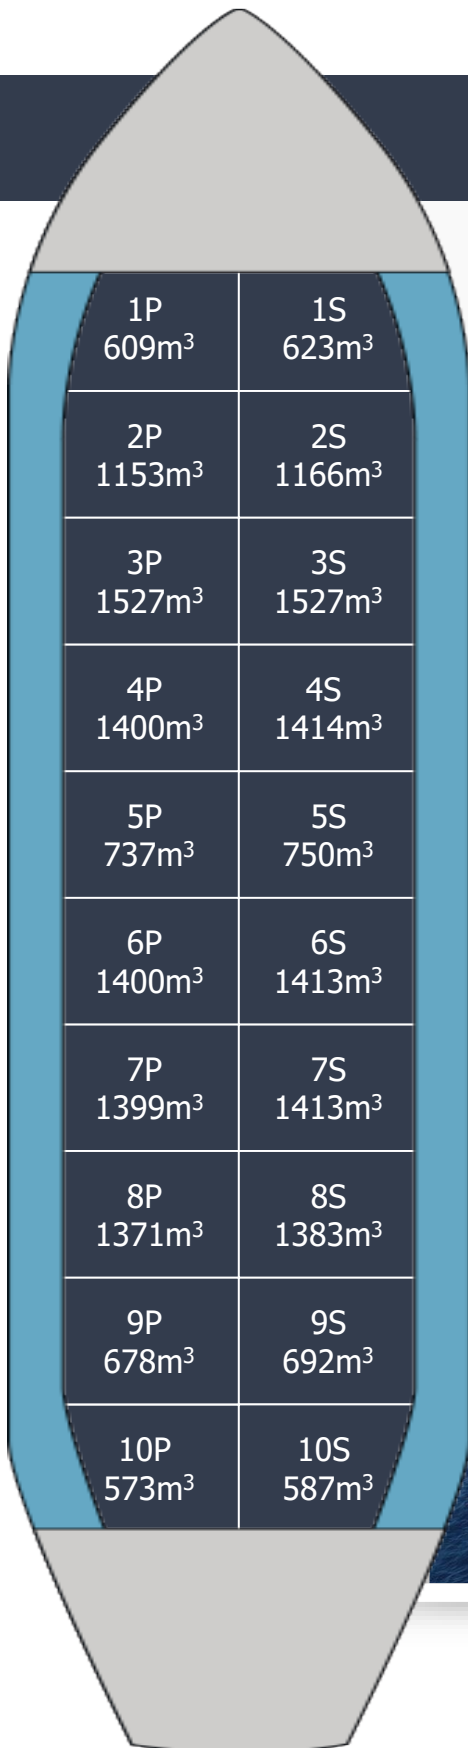 1P
609m³
1S
623m³
2P
1153m³
2S
1166m³
3P
1527m³
3S
1527m³
4P
1400m³
4S
1414m³
5P
737m³
5S
750m³
6P
1400m³
6S
1413m³
7P
1399m³
7S
1413m³
8P
1371m³
8S
1383m³
9P
678m³
9S
692m³
10P
573m³
10S
587m³